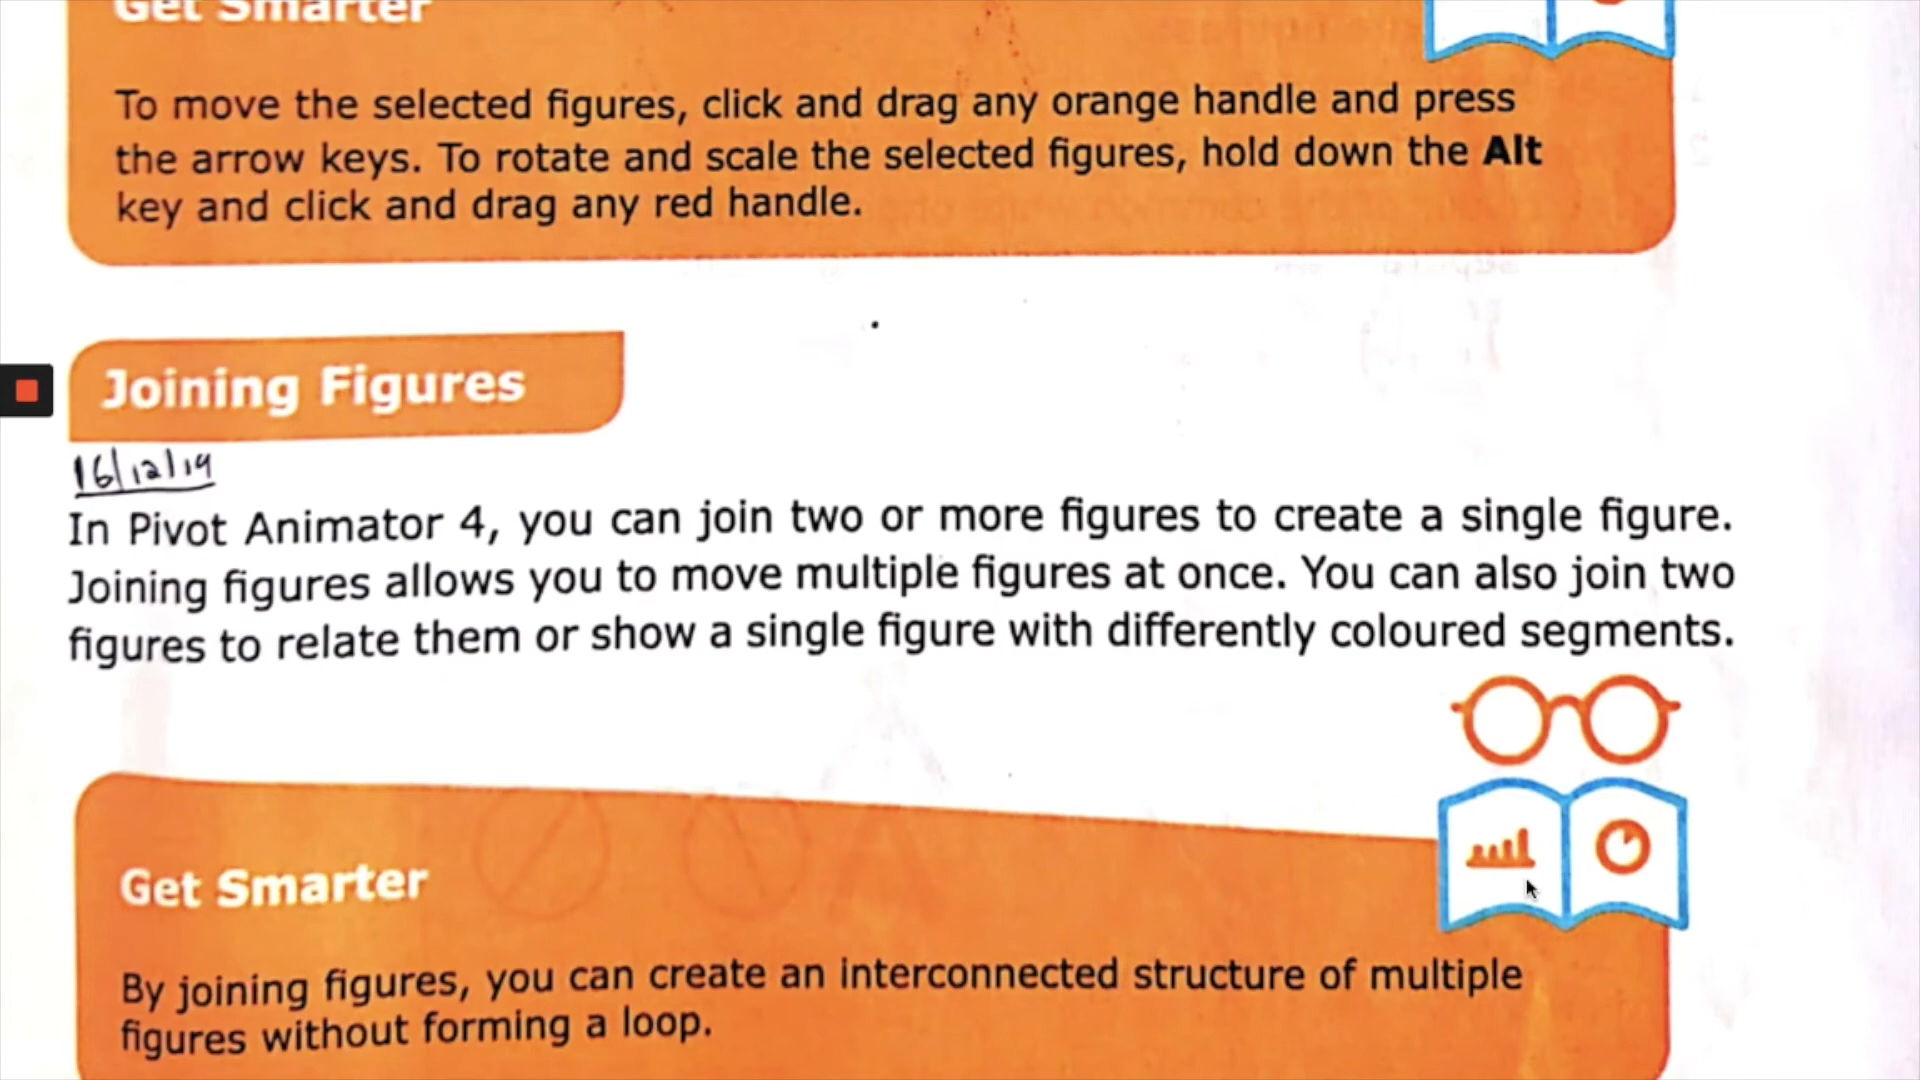 Get Smarter
To move the selected figures, click and drag any orange handle and press
the arrow keys. To rotate and scale the selected figures, hold down the Alt
key and click and drag any red handle.
Joining Figures
16/12/19
In Pivot Animator 4, you can join two or more figures to create a single figure.
Joining figures allows you to move multiple figures at once. You can also join two
figures to relate them or show a single figure with differently coloured segments.
Get Smarter
By joining figures, you can create an interconnected structure of multiple
figures without forming a loop.